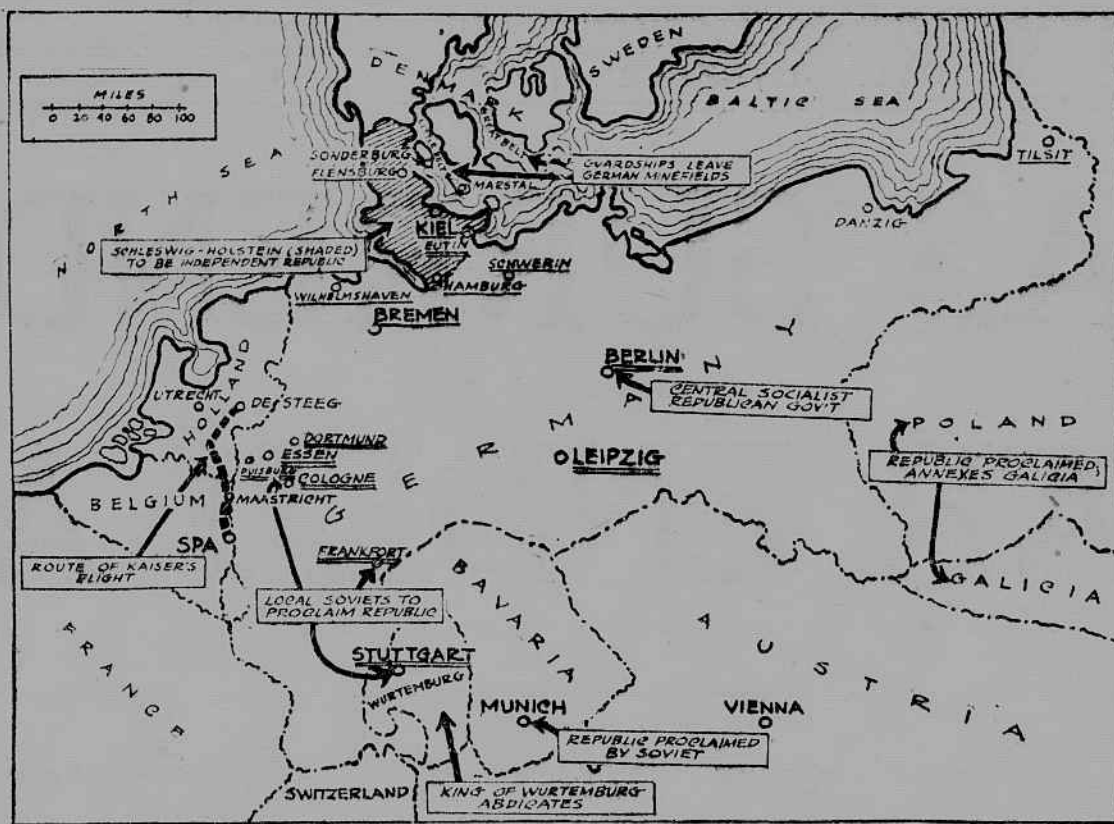 MILES
0 20 40 60 80 100
NORTH SEA
DENMARK
SWEDEN
BALTIC SEA
SONDERBURG
FLENSBURG
MARSTAL
GREAT BELT
GUARDSHIPS LEAVE
GERMAN MINEFIELDS
TILSIT
DANZIG
KIEL
EUTIN
SCHLESWIG-HOLSTEIN (SHADED)
TO BE INDEPENDENT REPUBLIC
SCHWERIN
HAMBURG
WILHELMSHAVEN
BREMEN
HOLLAND
UTRECHT
DE STEEG
BERLIN
CENTRAL SOCIALIST
REPUBLICAN GOV'T
GERMANY
POLAND
REPUBLIC PROCLAIMED;
ANNEXES GALICIA
DORTMUND
ESSEN
DUISBURG
COLOGNE
LEIPZIG
BELGIUM
MAASTRICHT
SPA
ROUTE OF KAISER'S
FLIGHT
FRANKFORT
LOCAL SOVIETS TO
PROCLAIM REPUBLIC
BAVARIA
GALICIA
FRANCE
AUSTRIA
STUTTGART
WURTEMBURG
MUNICH
VIENNA
REPUBLIC PROCLAIMED
BY SOVIET
SWITZERLAND
KING OF WURTEMBURG
ABDICATES